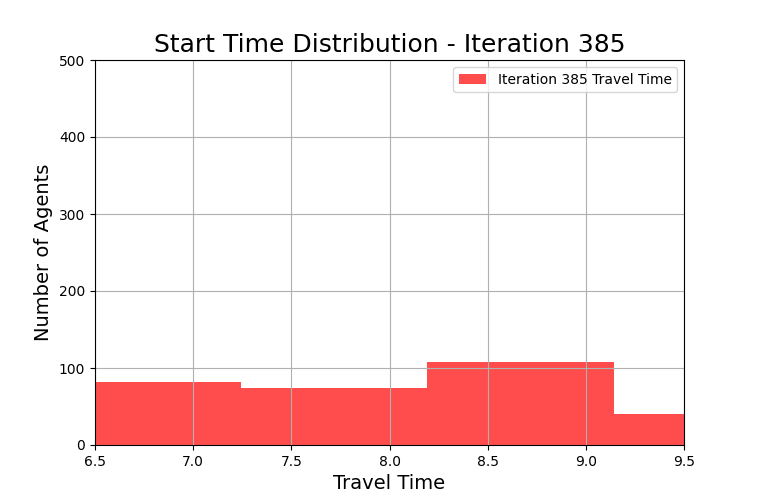 Start Time Distribution - Iteration 385
500
400
300
200
100
0
Number of Agents
Iteration 385 Travel Time
6.5 7.0 7.5 8.0 8.5 9.0 9.5
Travel Time